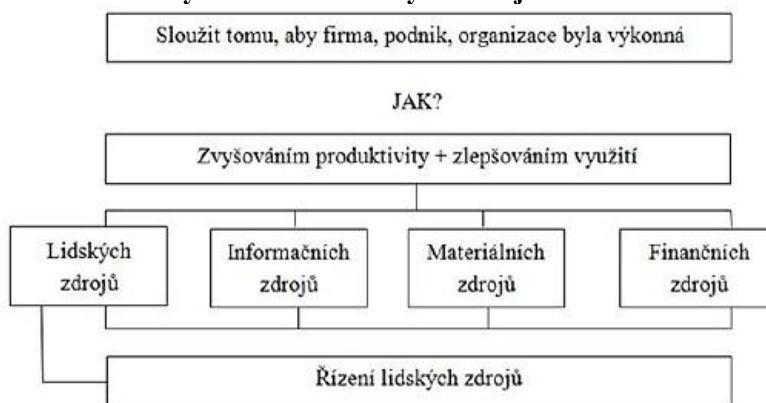 Sloužit tomu, aby firma, podnik, organizace byla výkonná
JAK?
Zvyšováním produktivity + zlepšováním využití
Lidských
zdrojů
Informačních
zdrojů
Materiálních
zdrojů
Finančních
zdrojů
Řízení lidských zdrojů